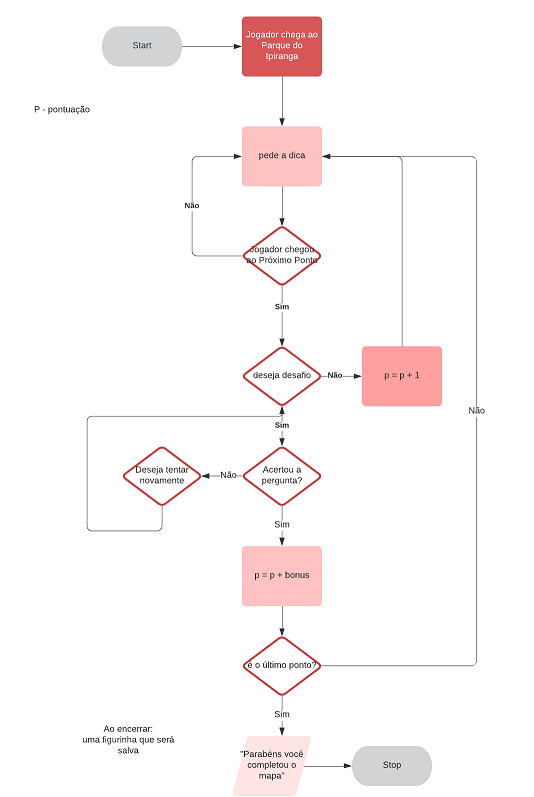 Start
Jogador chega ao
Parque do
Ipiranga
P - pontuação
pede a dica
Não
Jogador chegou
ao Próximo Ponto
Sim
deseja desafio
Não
p = p + 1
Não
Sim
Deseja tentar
novamente
Não
Acertou a
pergunta?
Sim
p = p + bonus
é o último ponto?
Sim
Ao encerrar:
uma figurinha que será
salva
"Parabéns você
completou o
mapa"
Stop